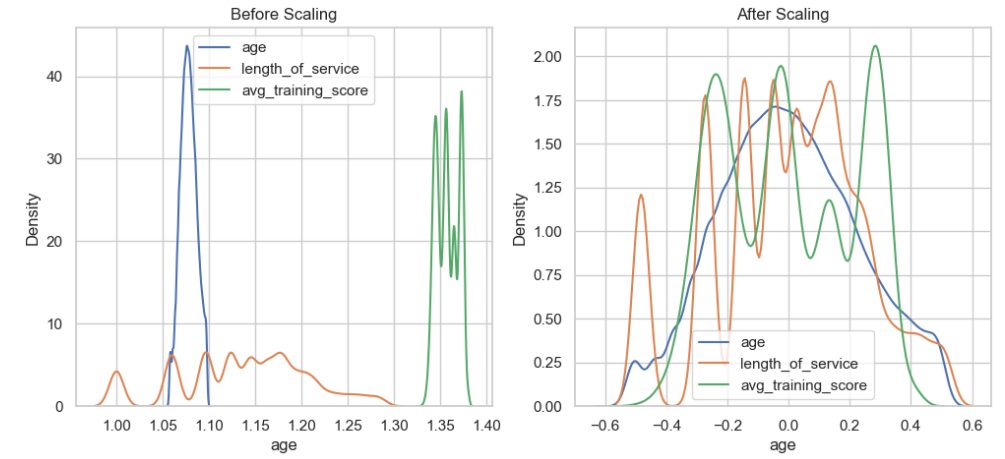 Before Scaling
Density
40
30
20
10
0
age
length_of_service
avg_training_score
1.00
1.05
1.10
1.15
1.20
1.25
1.30
1.35
1.40
age
After Scaling
Density
2.00
1.75
1.50
1.25
1.00
0.75
0.50
0.25
0.00
age
length_of_service
avg_training_score
−0.6
−0.4
−0.2
0.0
0.2
0.4
0.6
age